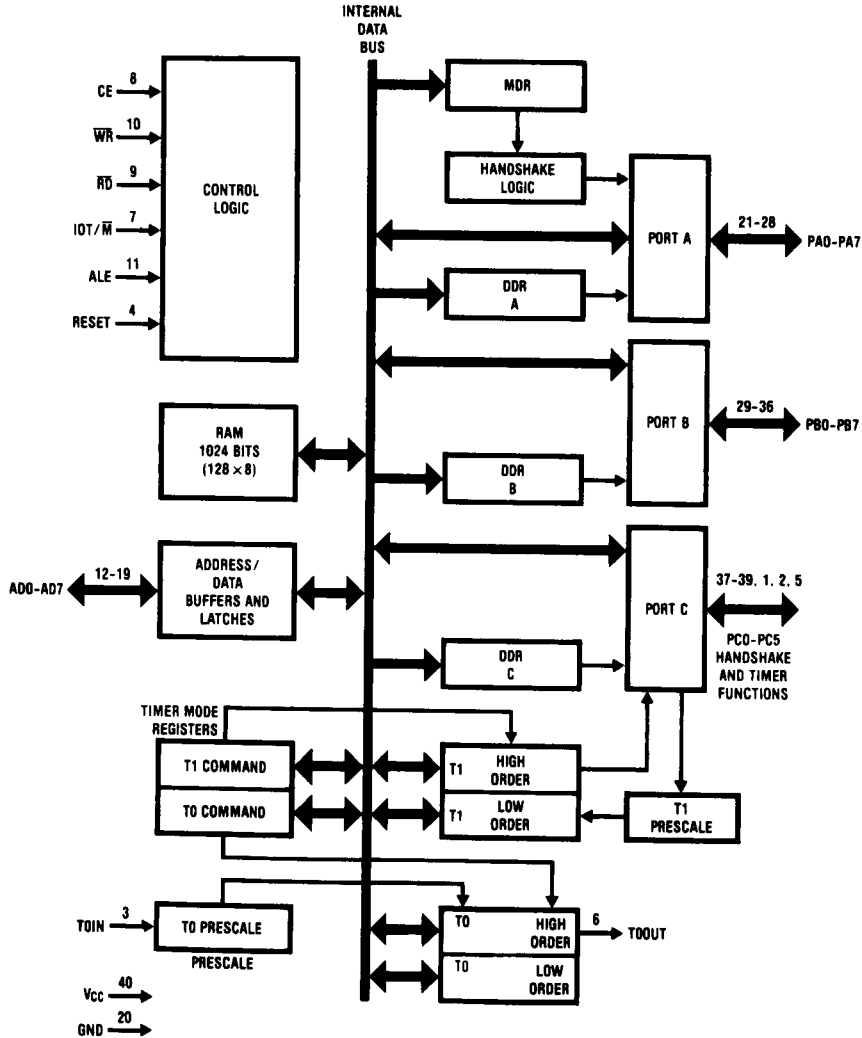 INTERNAL
DATA
BUS
CE 8
W̅R̅ 10
R̅D̅ 9
IOT/M̅ 7
ALE 11
RESET 4
CONTROL
LOGIC
MDR
HANDSHAKE
LOGIC
PORT A
21-28
PA0-PA7
DDR
A
RAM
1024 BITS
(128 × 8)
PORT B
29-36
PB0-PB7
DDR
B
AD0-AD7
12-19
ADDRESS/
DATA
BUFFERS AND
LATCHES
PORT C
37-39, 1, 2, 5
PC0-PC5
HANDSHAKE
AND TIMER
FUNCTIONS
DDR
C
TIMER MODE
REGISTERS
T1 COMMAND
T0 COMMAND
T1 HIGH
ORDER
T1 LOW
ORDER
T1
PRESCALE
T0IN 3
T0 PRESCALE
PRESCALE
T0 HIGH
ORDER
T0 LOW
ORDER
6
T0OUT
VCC 40
GND 20